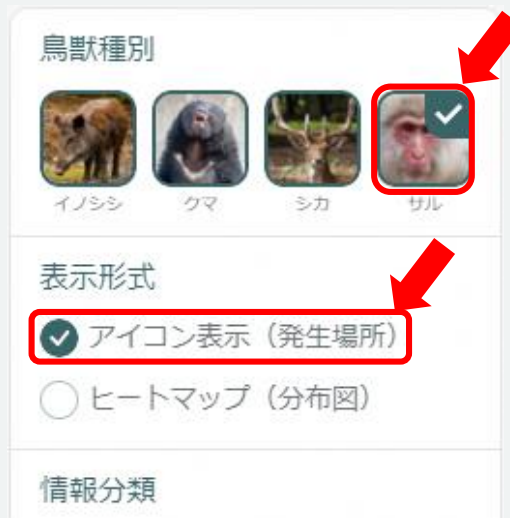 鳥獣種別
イノシシ クマ シカ サル
表示形式
アイコン表示（発生場所）
ヒートマップ（分布図）
情報分類